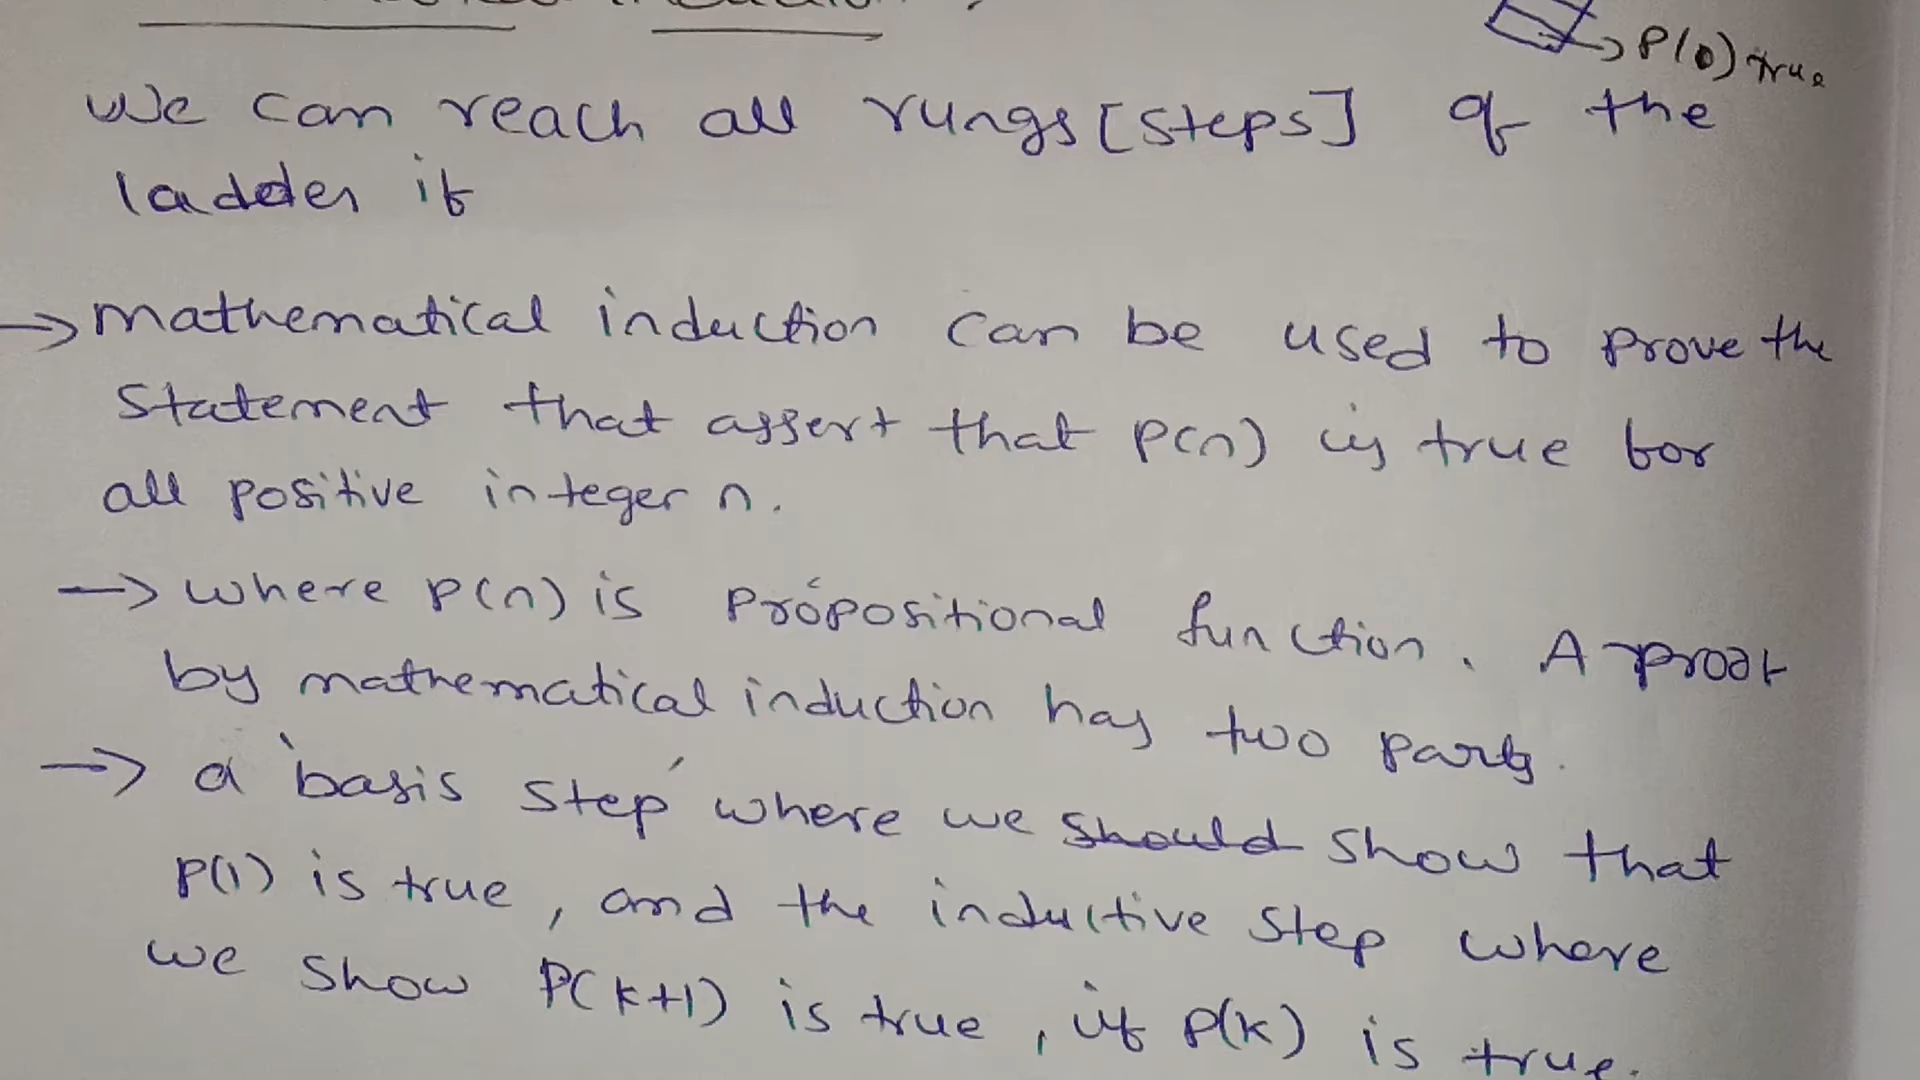 P(0) true
we can reach all rungs[steps] of the
ladder if
→ mathematical induction can be used to prove the
statement that assert that P(n) is true for
all positive integer n.
→ where P(n) is propositional function. A proof
by mathematical induction has two parts.
→ a 'basis step' where we should show that
P(1) is true, and the inductive step where
we show P(k+1) is true, if P(k) is true.